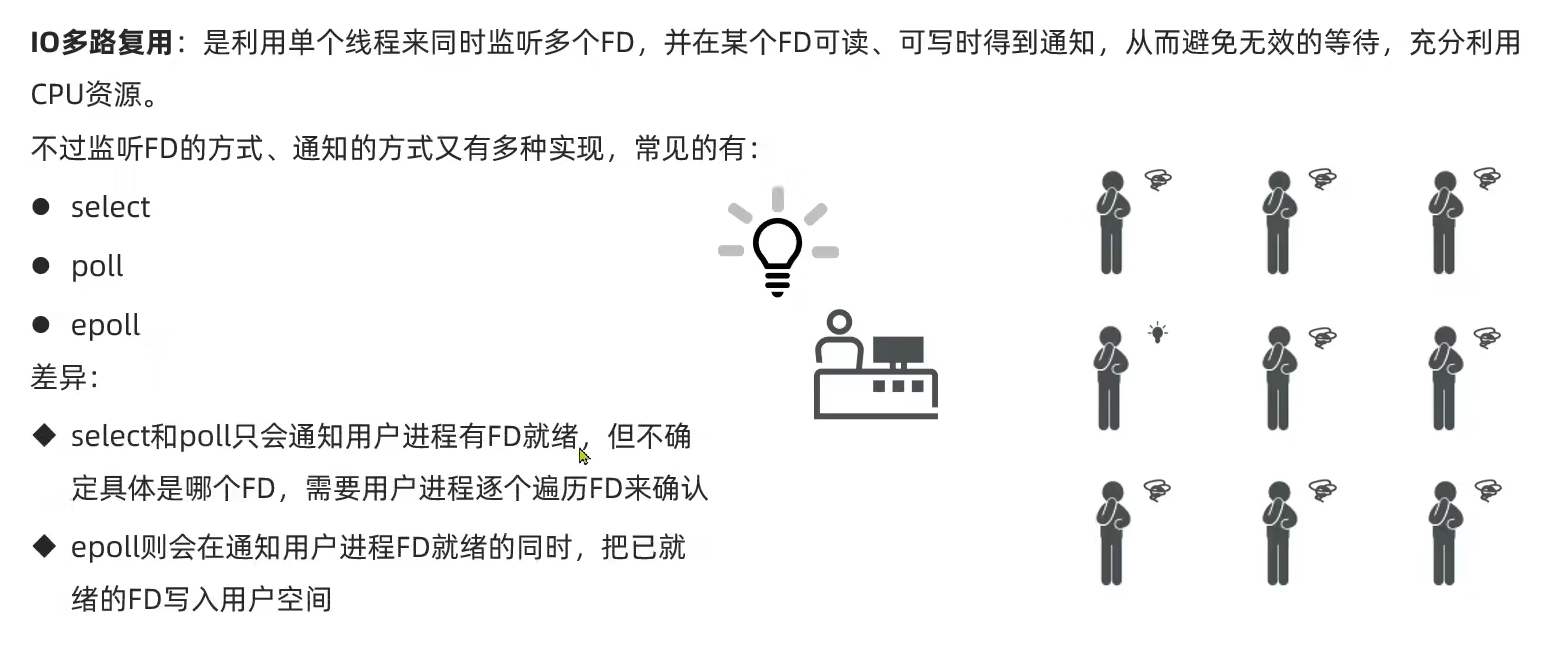 IO多路复用：是利用单个线程来同时监听多个FD，并在某个FD可读、可写时得到通知，从而避免无效的等待，充分利用
CPU资源。
不过监听FD的方式、通知的方式又有多种实现，常见的有：
● select
● poll
● epoll
差异：
◆ select和poll只会通知用户进程有FD就绪，但不确
定具体是哪个FD，需要用户进程逐个遍历FD来确认
◆ epoll则会在通知用户进程FD就绪的同时，把已就
绪的FD写入用户空间